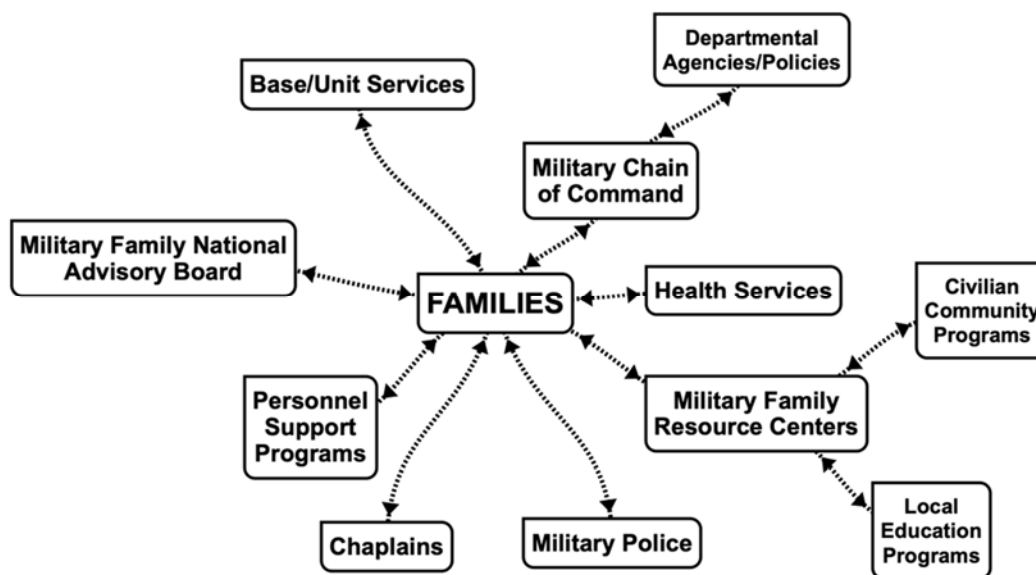 Departmental
Agencies/Policies
Base/Unit Services
Military Chain
of Command
Military Family National
Advisory Board
FAMILIES
Health Services
Civilian
Community
Programs
Personnel
Support
Programs
Military Family
Resource Centers
Chaplains
Military Police
Local
Education
Programs